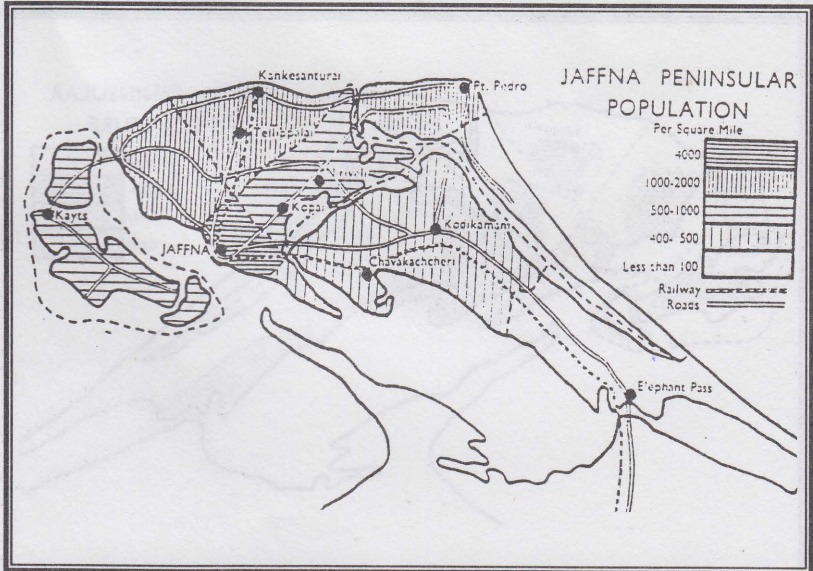 JAFFNA PENINSULAR
POPULATION
Per Square Mile
4000
1000-2000
500-1000
400- 500
Less than 100
Railway
Roads
Kankesanturai
Pt. Pedro
Tellippalai
Kopai
Kayts
JAFFNA
Kodikamam
Chavakachcheri
Elephant Pass